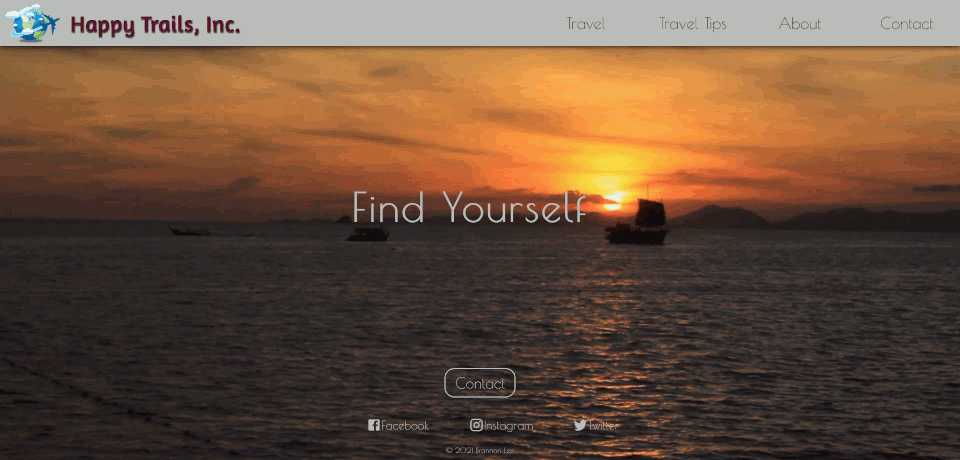 Happy Trails, Inc.
Travel
Travel Tips
About
Contact
Find Yourself
Contact
Facebook
Instagram
Twitter
© 2021 Brannon Lee